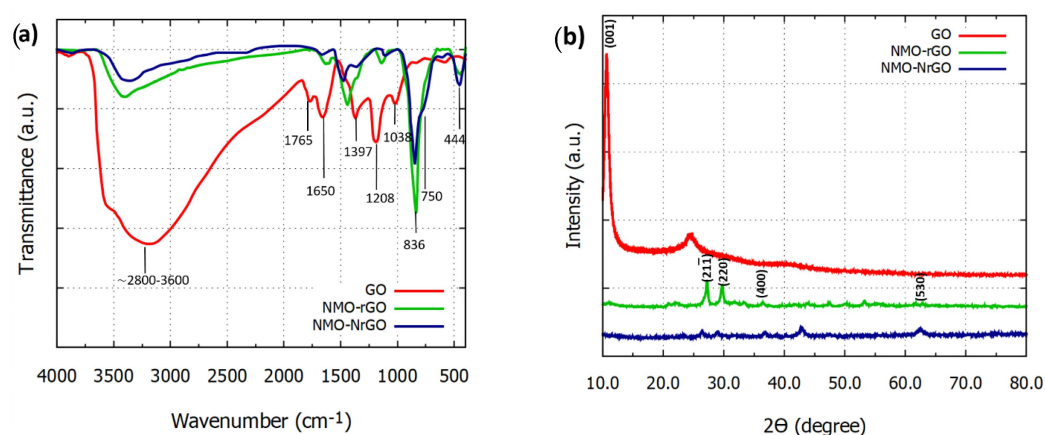 (a)
Transmittance (a.u.)
1765
1650
1397
1208
1038
836
750
444
~2800-3600
GO
NMO-rGO
NMO-NrGO
4000 3500 3000 2500 2000 1500 1000 500
Wavenumber (cm⁻¹)
(b)
Intensity (a.u.)
(001)
GO
NMO-rGO
NMO-NrGO
(2̅11)
(220)
(400)
(530)
10.0 20.0 30.0 40.0 50.0 60.0 70.0 80.0
2Θ (degree)